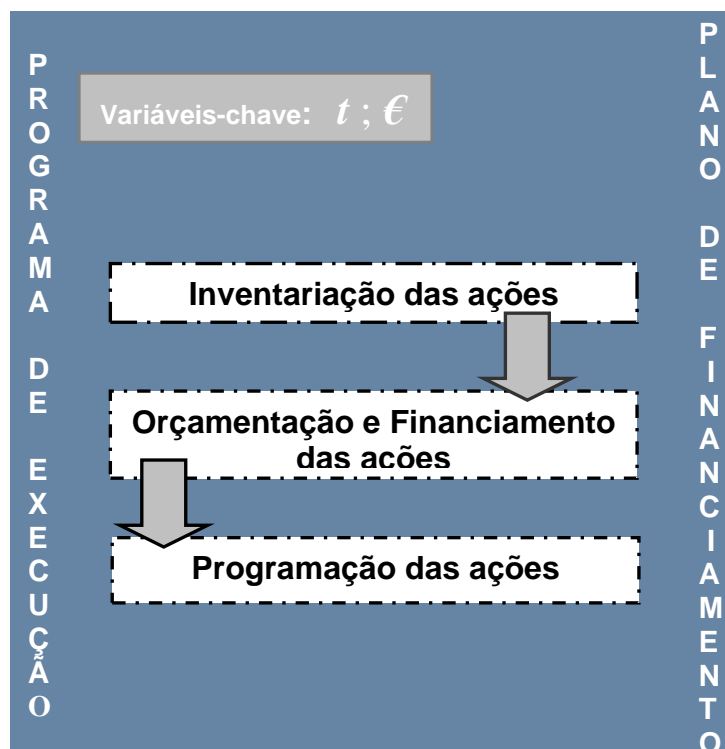 PROGRAMA DE EXECUÇÃO
Variáveis-chave: t ; €
Inventariação das ações
Orçamentação e Financiamento
das ações
Programação das ações
PLANO DE FINANCIAMENTO